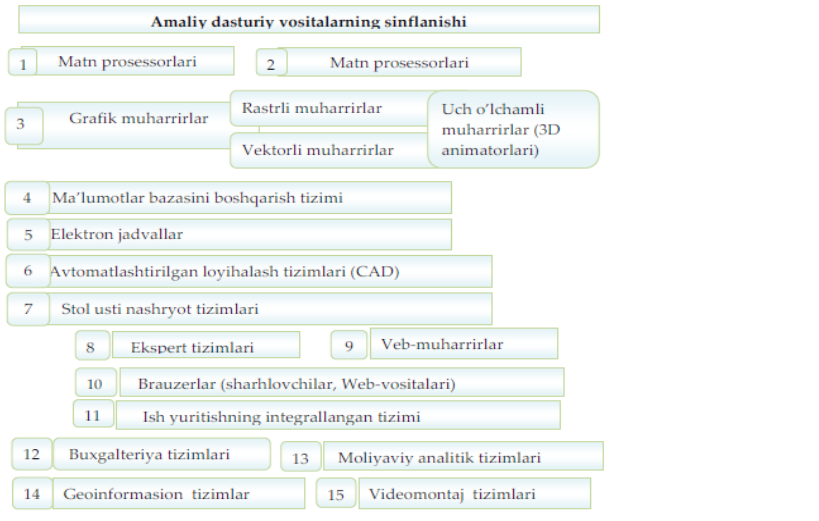 Amaliy dasturiy vositalarning sinflanishi
1 Matn prosessorlari
2 Matn prosessorlari
3 Grafik muharrirlar
Rastrli muharrirlar
Vektorli muharrirlar
Uch o'lchamli
muharrirlar (3D
animatorlari)
4 Ma'lumotlar bazasini boshqarish tizimi
5 Elektron jadvallar
6 Avtomatlashtirilgan loyihalash tizimlari (CAD)
7 Stol usti nashryot tizimlari
8 Ekspert tizimlari
9 Veb-muharrirlar
10 Brauzerlar (sharhlovchilar, Web-vositalari)
11 Ish yuritishning integrallangan tizimi
12 Buxgalteriya tizimlari
13 Moliyaviy analitik tizimlari
14 Geoinformasion tizimlar
15 Videomontaj tizimlari